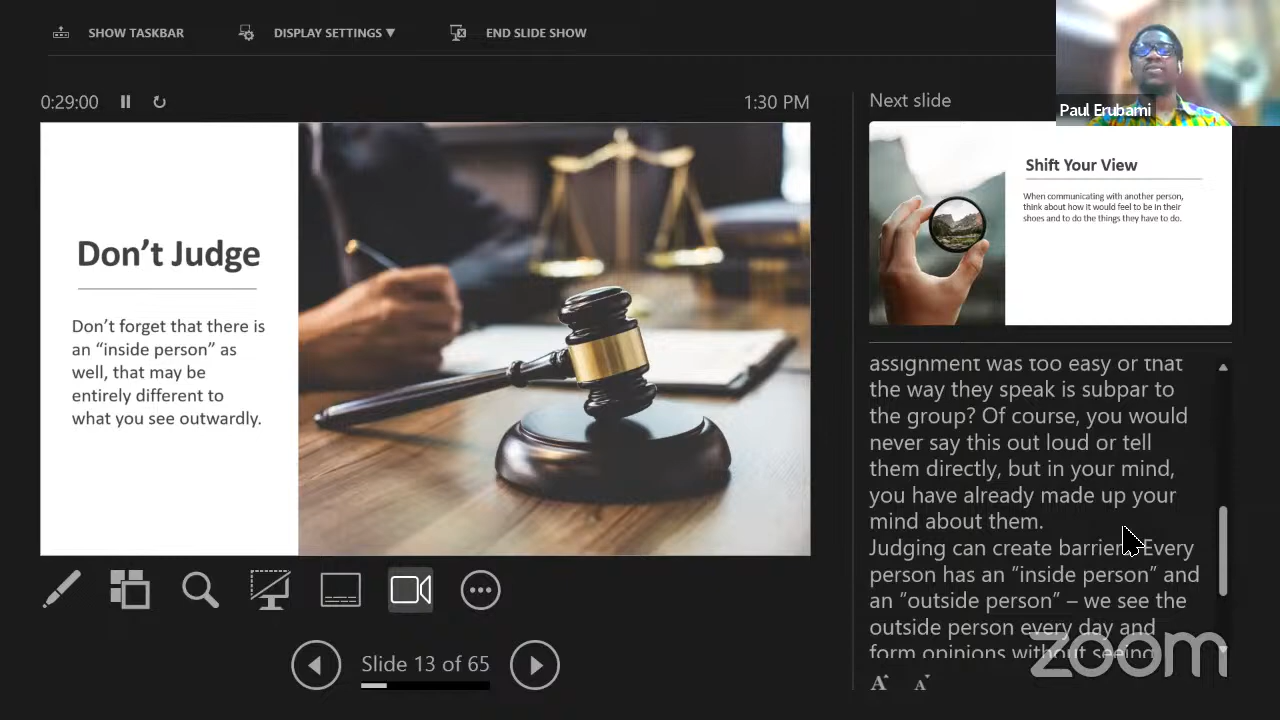 SHOW TASKBAR
DISPLAY SETTINGS ▼
END SLIDE SHOW
0:29:00
1:30 PM
Don’t Judge
Don’t forget that there is
an “inside person” as
well, that may be
entirely different to
what you see outwardly.
Slide 13 of 65
Next slide
Paul Erubami
Shift Your View
When communicating with another person,
think about how it would feel to be in their
shoes and to do the things they have to do.
assignment was too easy or that
the way they speak is subpar to
the group? Of course, you would
never say this out loud or tell
them directly, but in your mind,
you have already made up your
mind about them.
Judging can create Every
person has an “inside person” and
an “outside person” – we see the
outside person every day and
form opinions without seeing
zoom
A A